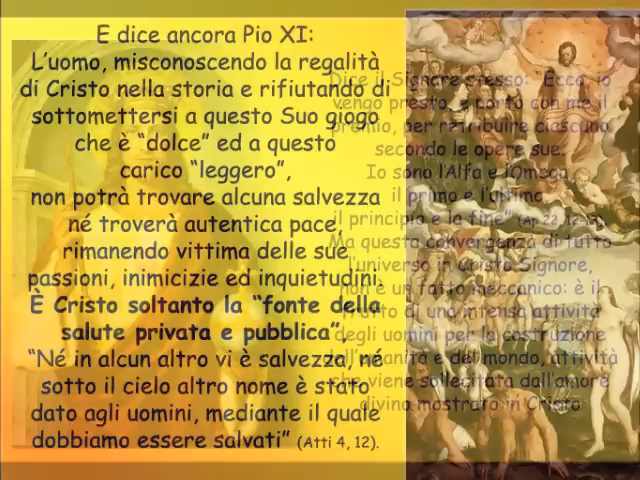 E dice ancora Pio XI:
L’uomo, misconoscendo la regalità
di Cristo nella storia e rifiutando di
sottomettersi a questo Suo giogo
che è “dolce” ed a questo
carico “leggero”,
non potrà trovare alcuna salvezza
né troverà autentica pace,
rimanendo vittima delle sue
passioni, inimicizie ed inquietudini.
È Cristo soltanto la “fonte della
salute privata e pubblica”,
“Né in alcun altro vi è salvezza, né
sotto il cielo altro nome è stato
dato agli uomini, mediante il quale
dobbiamo essere salvati” (Atti 4, 12).
Dice il Signore stesso: “Ecco, io
vengo presto, e porto con me il
premio, per retribuire ciascuno
secondo le opere sue.
Io sono l’Alfa e l’Omega,
il primo e l’ultimo,
il principio e la fine” (Ap 22, 12-13)
Ma questa convergenza di tutto
l’universo in Cristo Signore,
non è un fatto meccanico: è il
frutto di una intensa attività
degli uomini per la costruzione
dell’umanità e del mondo, attività
che viene sollecitata dall’amore
divino mostrato in Cristo